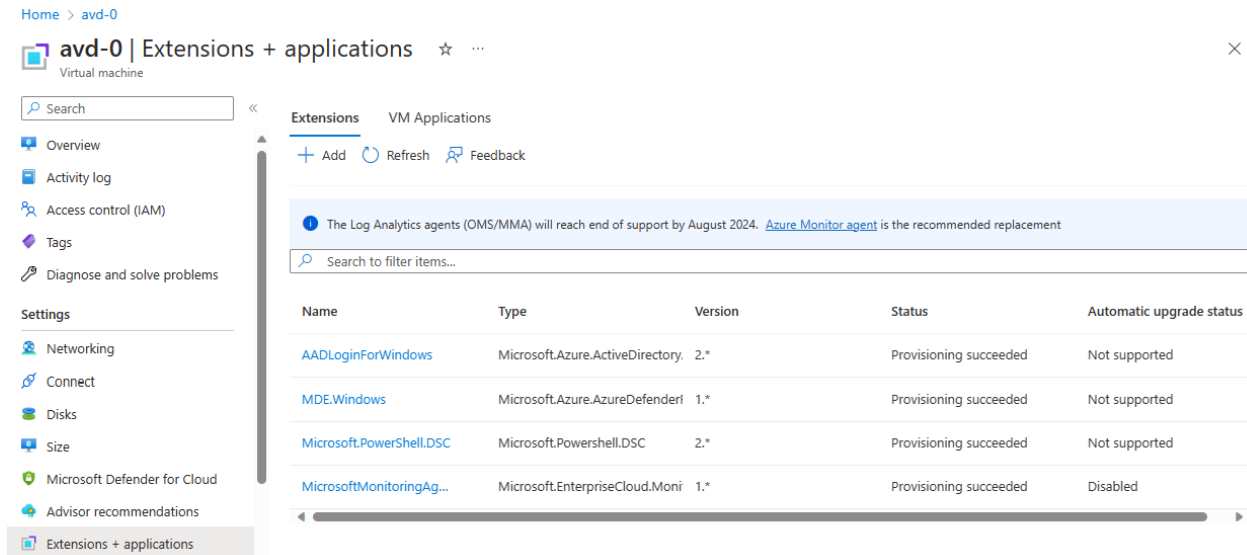 Home > avd-0
avd-0 | Extensions + applications
Virtual machine
Search
Overview
Activity log
Access control (IAM)
Tags
Diagnose and solve problems
Settings
Networking
Connect
Disks
Size
Microsoft Defender for Cloud
Advisor recommendations
Extensions + applications
Extensions VM Applications
Add Refresh Feedback
The Log Analytics agents (OMS/MMA) will reach end of support by August 2024. Azure Monitor agent is the recommended replacement
Search to filter items...
Name Type Version Status Automatic upgrade status
AADLoginForWindows Microsoft.Azure.ActiveDirectory. 2.* Provisioning succeeded Not supported
MDE.Windows Microsoft.Azure.AzureDefenderl 1.* Provisioning succeeded Not supported
Microsoft.PowerShell.DSC Microsoft.Powershell.DSC 2.* Provisioning succeeded Not supported
MicrosoftMonitoringAg... Microsoft.EnterpriseCloud.Moni 1.* Provisioning succeeded Disabled